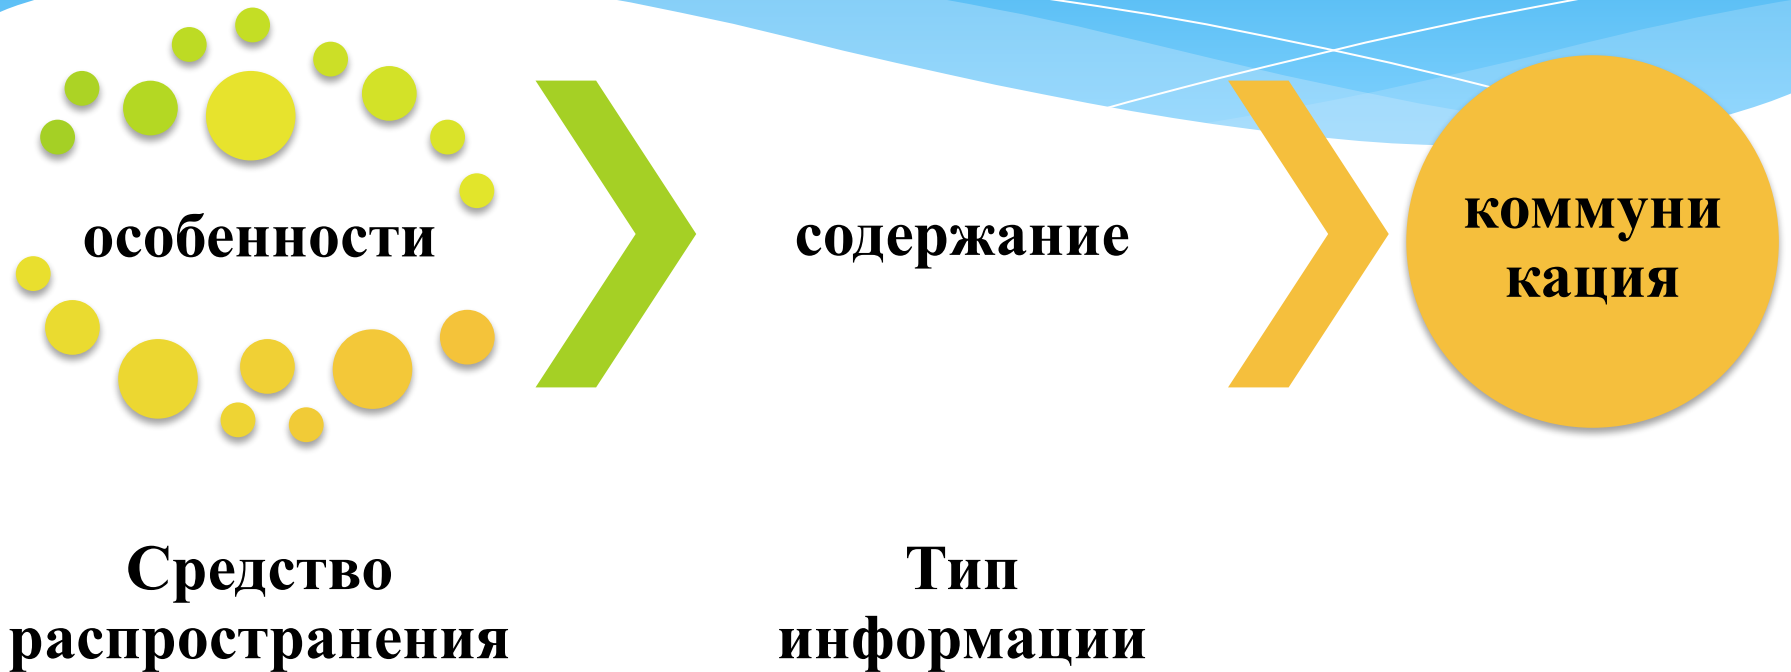 особенности
содержание
коммуни
кация
Средство
распространения
Тип
информации